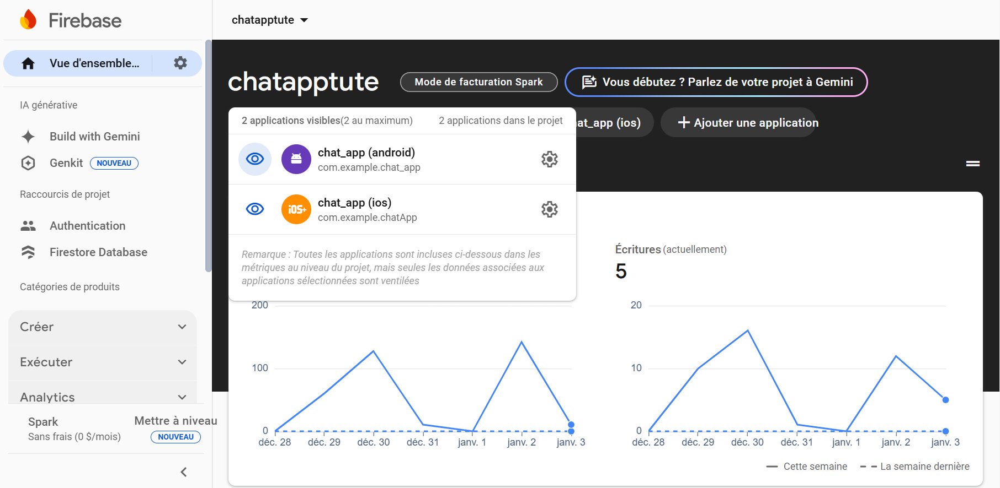 Firebase
chatapptute
Vue d'ensemble...
chatapptute
Mode de facturation Spark
Vous débutez ? Parlez de votre projet à Gemini
IA générative
Build with Gemini
Genkit
NOUVEAU
Raccourcis de projet
Authentication
Firestore Database
Catégories de produits
Créer
Exécuter
Analytics
Spark
Sans frais (0 $/mois)
Mettre à niveau
NOUVEAU
2 applications visibles(2 au maximum)
2 applications dans le projet
at_app (ios)
Ajouter une application
chat_app (android)
com.example.chat_app
iOS+
chat_app (ios)
com.example.chatApp
Remarque : Toutes les applications sont incluses ci-dessous dans les
métriques au niveau du projet, mais seules les données associées aux
applications sélectionnées sont ventilées
200
100
0
déc. 28
déc. 29
déc. 30
déc. 31
janv. 1
janv. 2
janv. 3
Écritures (actuellement)
5
20
10
0
déc. 28
déc. 29
déc. 30
déc. 31
janv. 1
janv. 2
janv. 3
Cette semaine
La semaine dernière